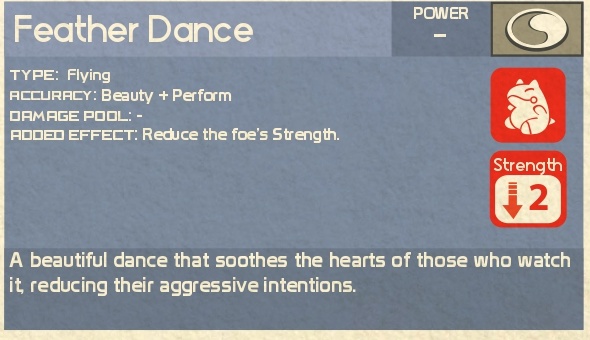 Feather Dance
POWER
–
TYPE: Flying
ACCURACY: Beauty + Perform
DAMAGE POOL: -
ADDED EFFECT: Reduce the foe's Strength.
Strength
2
A beautiful dance that soothes the hearts of those who watch
it, reducing their aggressive intentions.